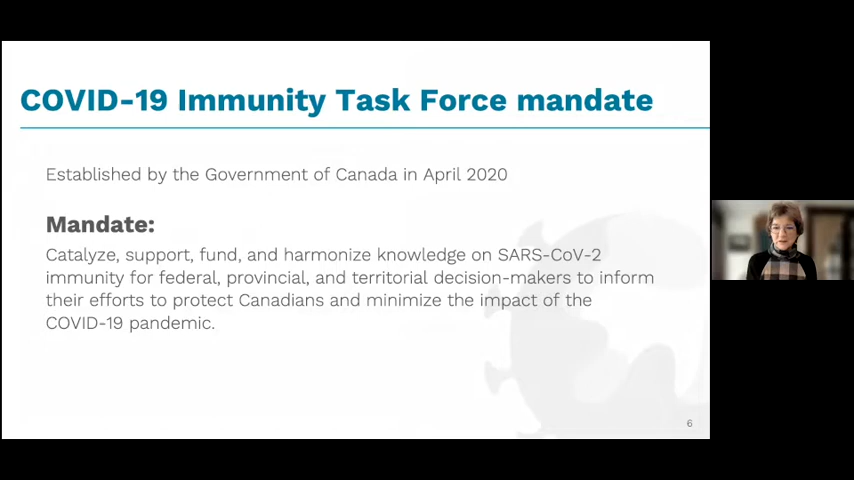 COVID-19 Immunity Task Force mandate
Established by the Government of Canada in April 2020
Mandate:
Catalyze, support, fund, and harmonize knowledge on SARS-CoV-2
immunity for federal, provincial, and territorial decision-makers to inform
their efforts to protect Canadians and minimize the impact of the
COVID-19 pandemic.
6